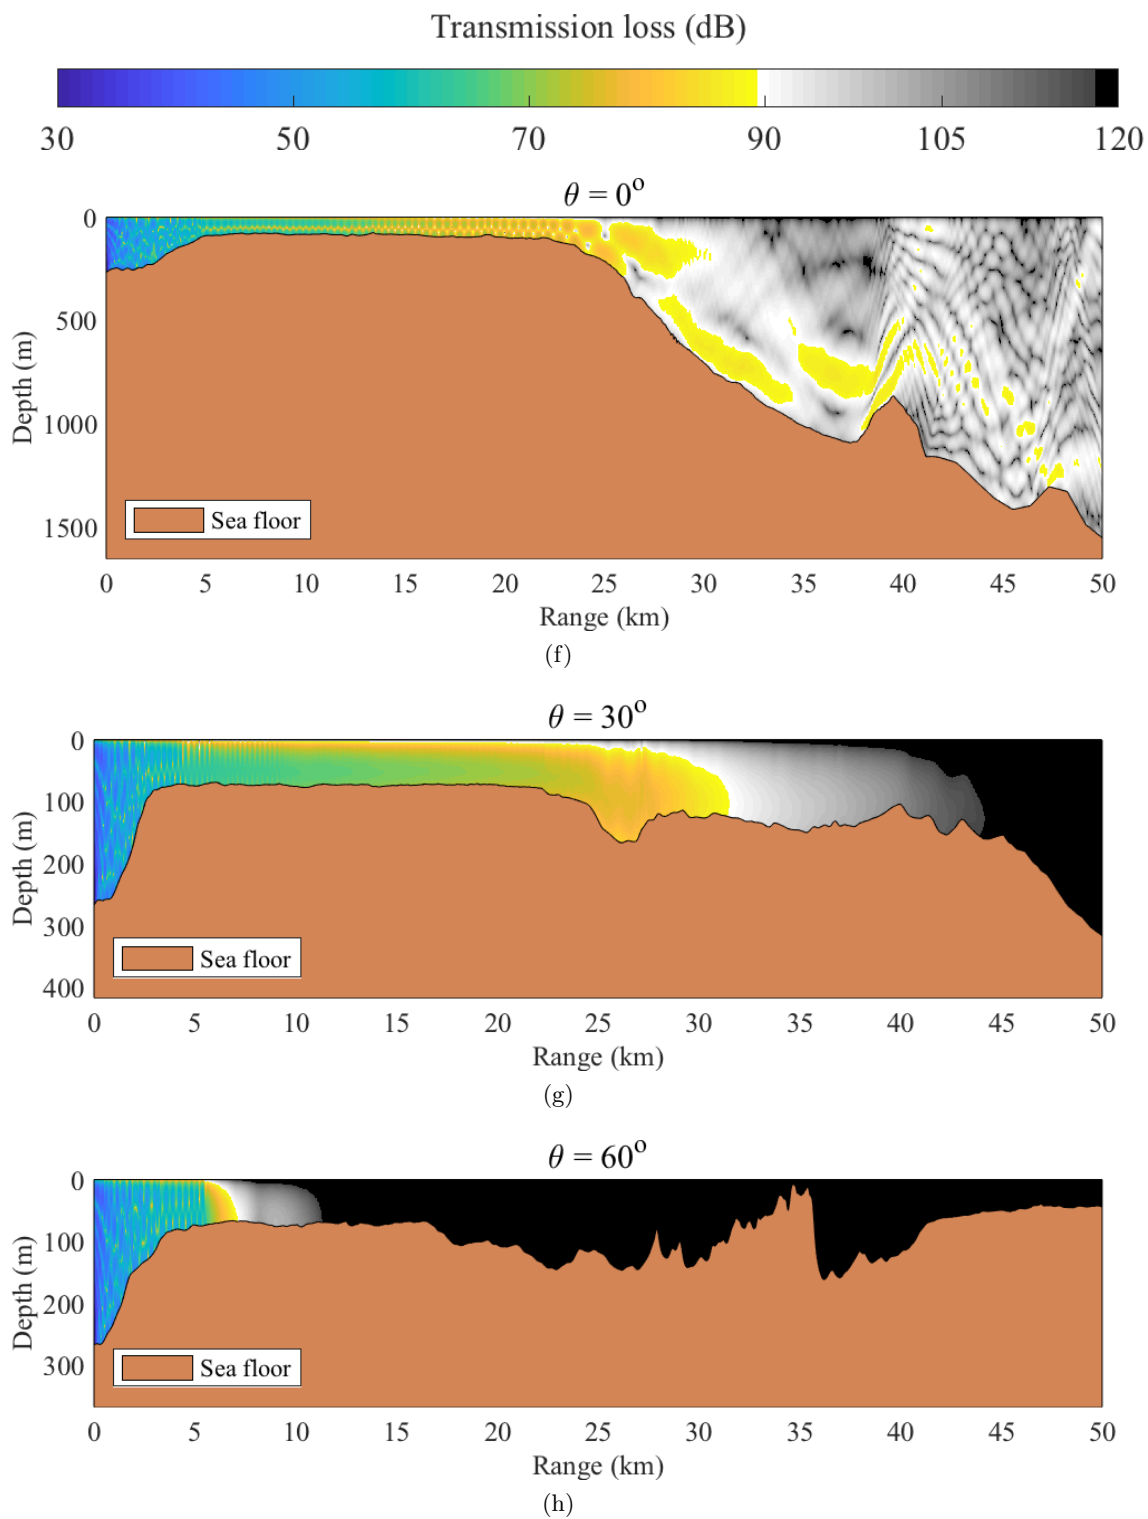 Transmission loss (dB)
30 50 70 90 105 120
θ = 0°
0
500
1000
1500
Depth (m)
Sea floor
0 5 10 15 20 25 30 35 40 45 50
Range (km)
(f)
θ = 30°
0
100
200
300
400
Depth (m)
Sea floor
0 5 10 15 20 25 30 35 40 45 50
Range (km)
(g)
θ = 60°
0
100
200
300
Depth (m)
Sea floor
0 5 10 15 20 25 30 35 40 45 50
Range (km)
(h)